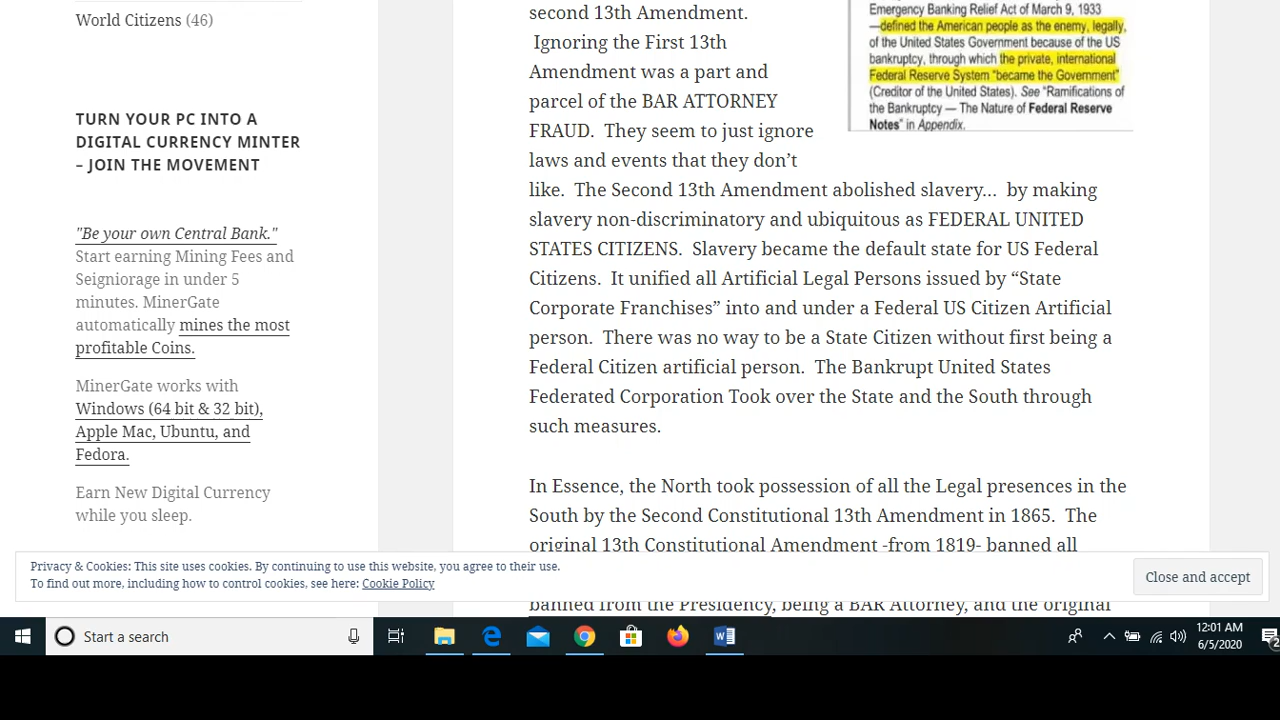 World Citizens (46)
TURN YOUR PC INTO A
DIGITAL CURRENCY MINTER
– JOIN THE MOVEMENT
"Be your own Central Bank."
Start earning Mining Fees and
Seigniorage in under 5
minutes. MinerGate
automatically mines the most
profitable Coins.
MinerGate works with
Windows (64 bit & 32 bit),
Apple Mac, Ubuntu, and
Fedora.
Earn New Digital Currency
while you sleep.
second 13th Amendment.
Ignoring the First 13th
Amendment was a part and
parcel of the BAR ATTORNEY
FRAUD.  They seem to just ignore
laws and events that they don’t
like.  The Second 13th Amendment abolished slavery…  by making
slavery non-discriminatory and ubiquitous as FEDERAL UNITED
STATES CITIZENS.  Slavery became the default state for US Federal
Citizens.  It unified all Artificial Legal Persons issued by “State
Corporate Franchises” into and under a Federal US Citizen Artificial
person.  There was no way to be a State Citizen without first being a
Federal Citizen artificial person.  The Bankrupt United States
Federated Corporation Took over the State and the South through
such measures.
In Essence, the North took possession of all the Legal presences in the
South by the Second Constitutional 13th Amendment in 1865.  The
original 13th Constitutional Amendment -from 1819- banned all
banned from the Presidency, being a BAR Attorney, and the original
Emergency Banking Relief Act of March 9, 1933
—defined the American people as the enemy, legally,
of the United States Government because of the US
bankruptcy, through which the private, international
Federal Reserve System "became the Government"
(Creditor of the United States). See “Ramifications of
the Bankruptcy — The Nature of Federal Reserve
Notes” in Appendix.
Privacy & Cookies: This site uses cookies. By continuing to use this website, you agree to their use.
To find out more, including how to control cookies, see here: Cookie Policy
Close and accept
Start a search
12:01 AM
6/5/2020
2